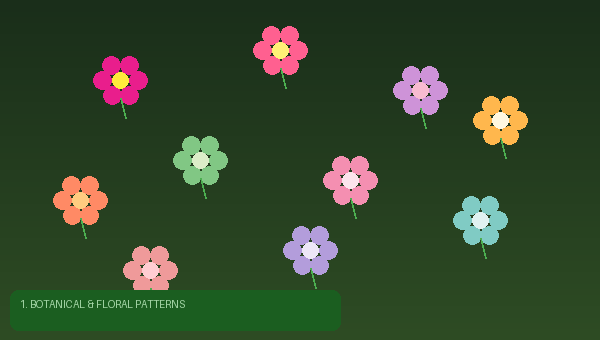 1. BOTANICAL & FLORAL PATTERNS